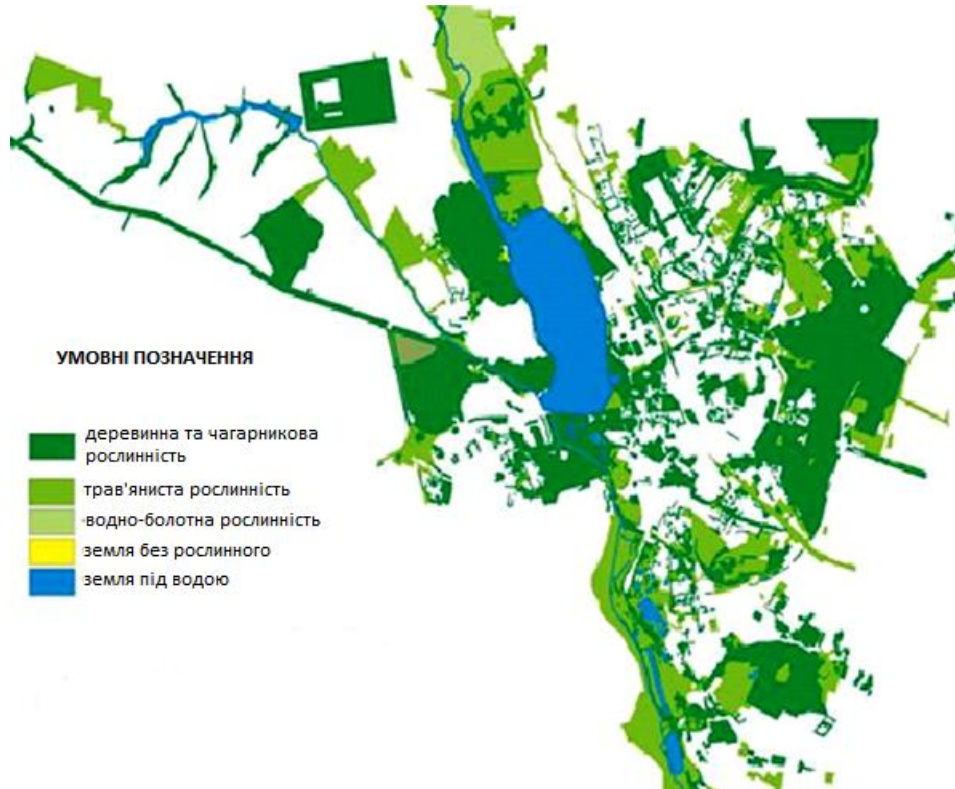 УМОВНІ ПОЗНАЧЕННЯ
деревинна та чагарникова
рослинність
трав'яниста рослинність
-водно-болотна рослинність
земля без рослинного
земля під водою